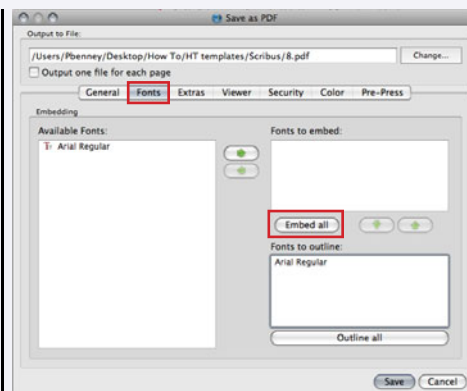 Save as PDF
Output to File:
/Users/Pbenney/Desktop/How To/HT templates/Scribus/8.pdf
Change...
Output one file for each page
General Fonts Extras Viewer Security Color Pre-Press
Embedding
Available Fonts:
Fonts to embed:
Arial Regular
Embed all
Fonts to outline:
Arial Regular
Outline all
Save Cancel